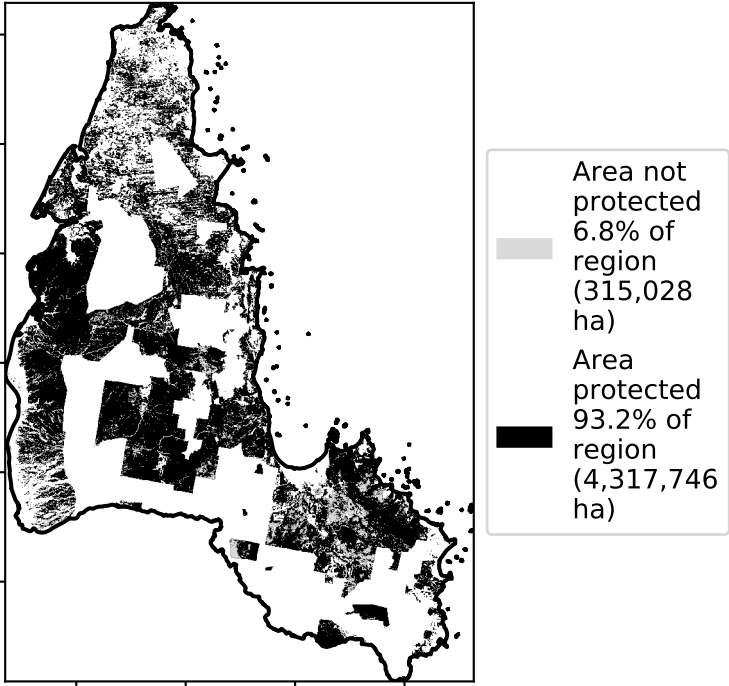 Area not
protected
6.8% of
region
(315,028
ha)
Area
protected
93.2% of
region
(4,317,746
ha)